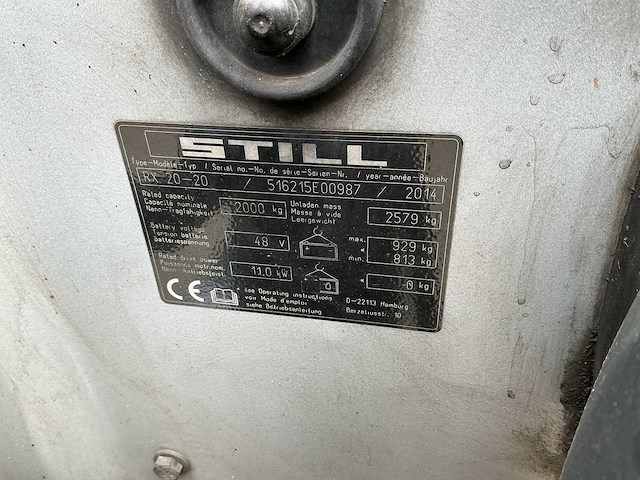 STILL
Type-Modèle-Typ / Serial no.-No. de série-Serien-Nr. / year-année-Baujahr
RX 20-20 / 516215E00987 / 2014
Rated capacity
Capacité nominale
Nenn-Tragfähigkeit
2000 kg
Unladen mass
Masse à vide
Leergewicht
2579 kg
Battery voltage
Tension batterie
Batteriespannung
48 V
max. 929 kg
min. 813 kg
Rated drive power
Puissance motr.nom.
Nenn-Antriebsleist.
11.0 kW
0 kg
CE
see Operating instructions
voir Mode d'emploi
siehe Betriebsanleitung
D-22113 Hamburg
Berzeliusstr. 10